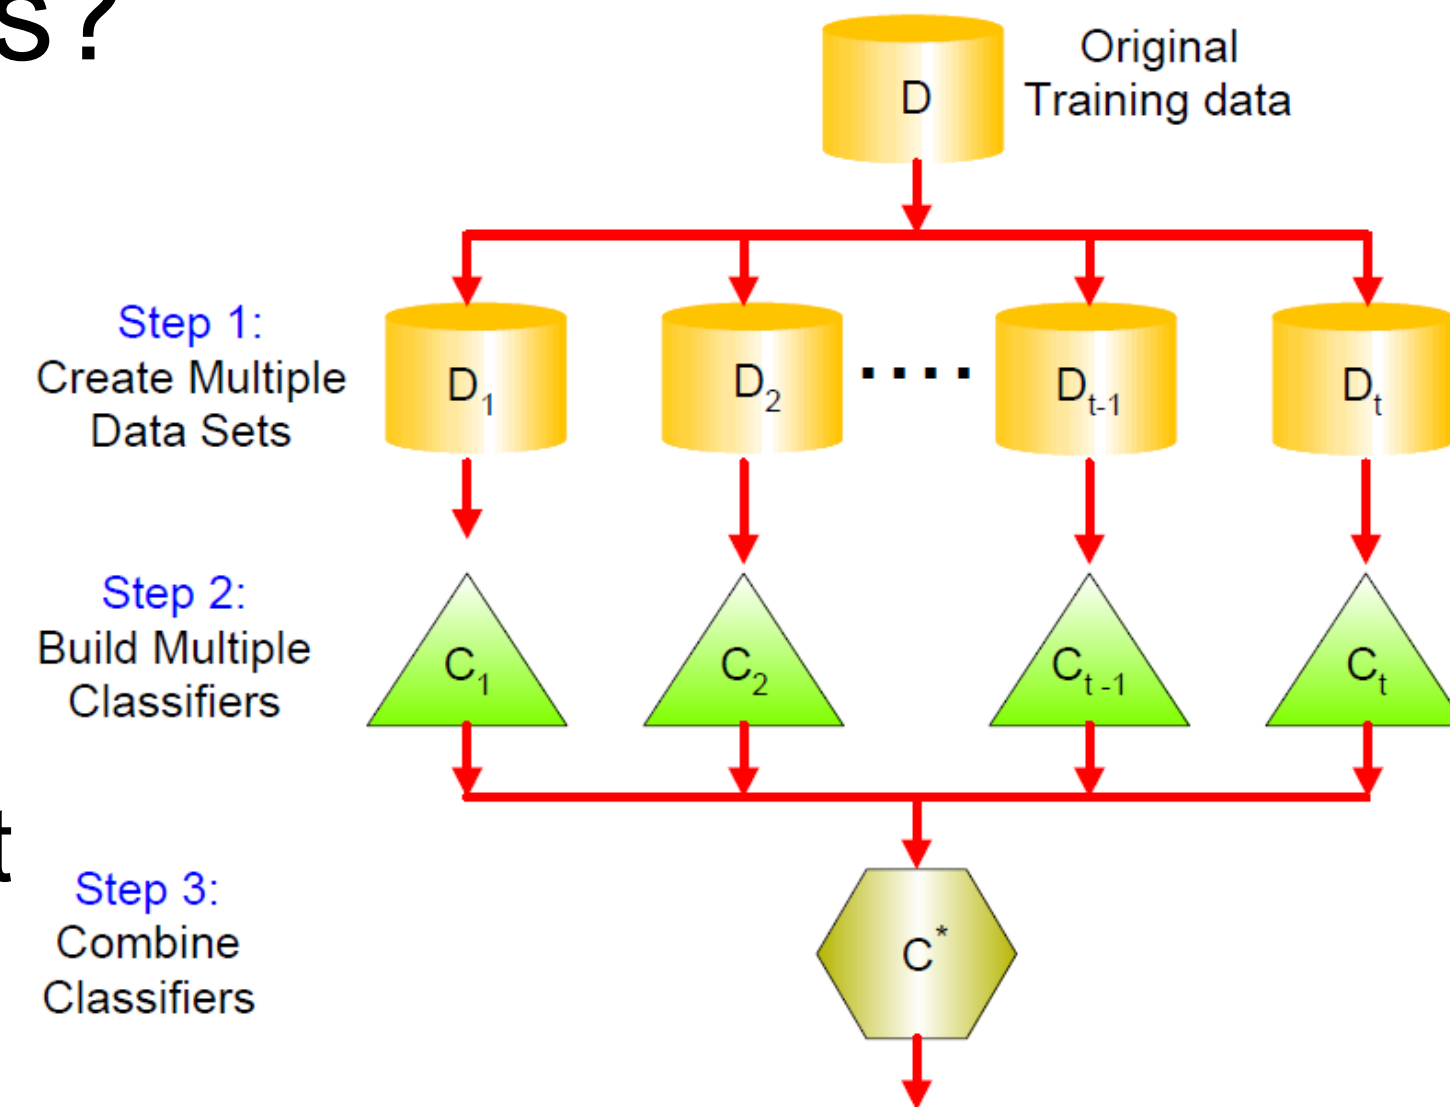 s?
D
Original
Training data
Step 1:
Create Multiple
Data Sets
D1
D2
....
Dt-1
Dt
Step 2:
Build Multiple
Classifiers
C1
C2
Ct -1
Ct
t
Step 3:
Combine
Classifiers
C*